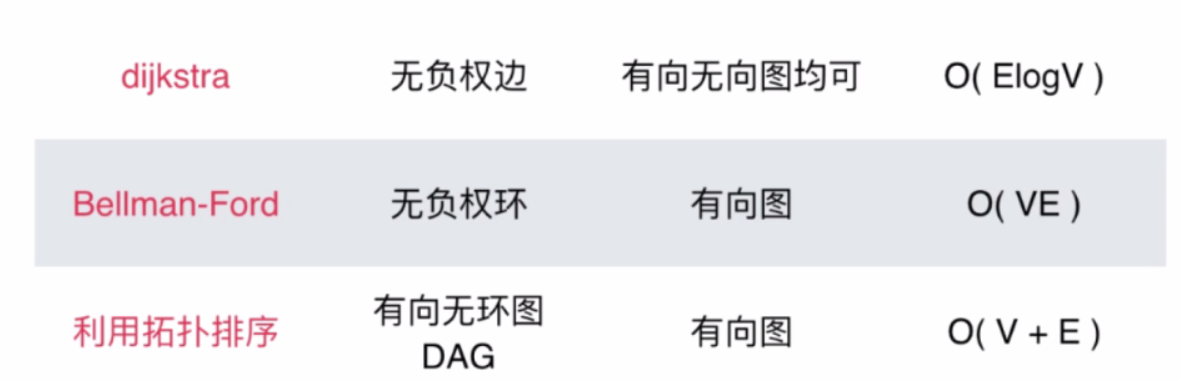 dijkstra 无负权边 有向无向图均可 O( ElogV )
Bellman-Ford 无负权环 有向图 O( VE )
利用拓扑排序 有向无环图 DAG 有向图 O( V + E )